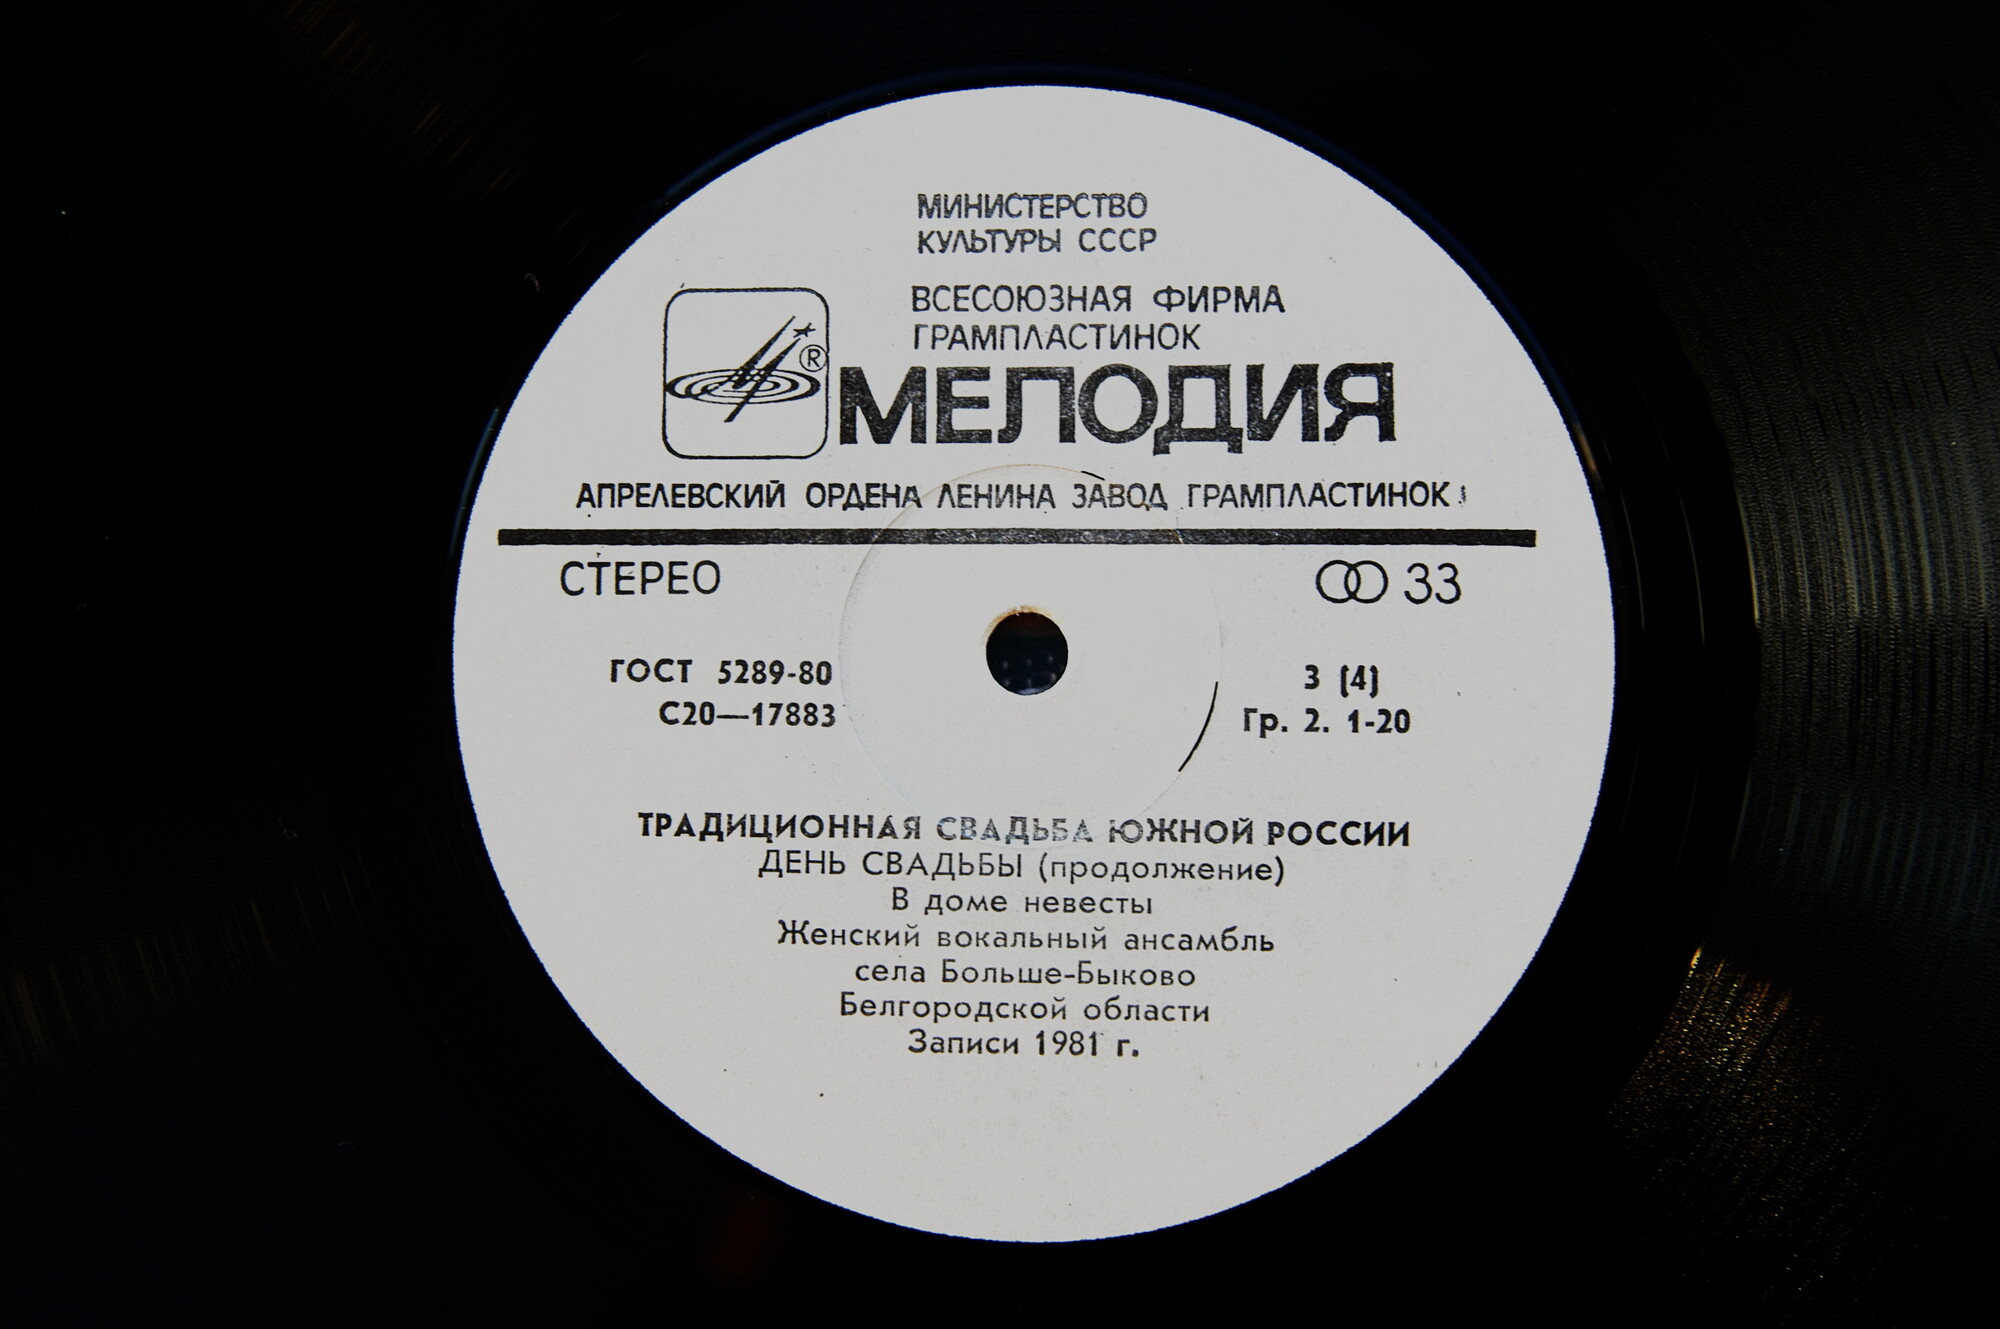 МИНИСТЕРСТВО
КУЛЬТУРЫ СССР
ВСЕСОЮЗНАЯ ФИРМА
ГРАМПЛАСТИНОК
®
МЕЛОДИЯ
АПРЕЛЕВСКИЙ ОРДЕНА ЛЕНИНА ЗАВОД ГРАМПЛАСТИНОК
СТЕРЕО 33
ГОСТ 5289-80 3 (4)
С20—17883 Гр. 2. 1-20
ТРАДИЦИОННАЯ СВАДЬБА ЮЖНОЙ РОССИИ
ДЕНЬ СВАДЬБЫ (продолжение)
В доме невесты
Женский вокальный ансамбль
села Больше-Быково
Белгородской области
Записи 1981 г.